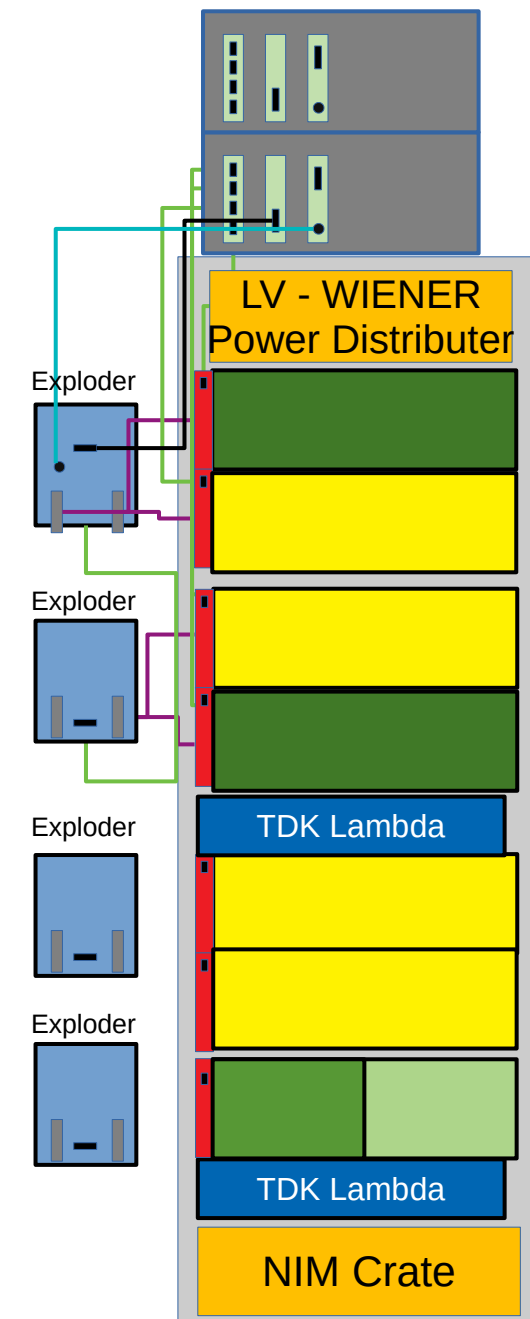 LV - WIENER
Power Distributer
Exploder
Exploder
TDK Lambda
Exploder
Exploder
TDK Lambda
NIM Crate